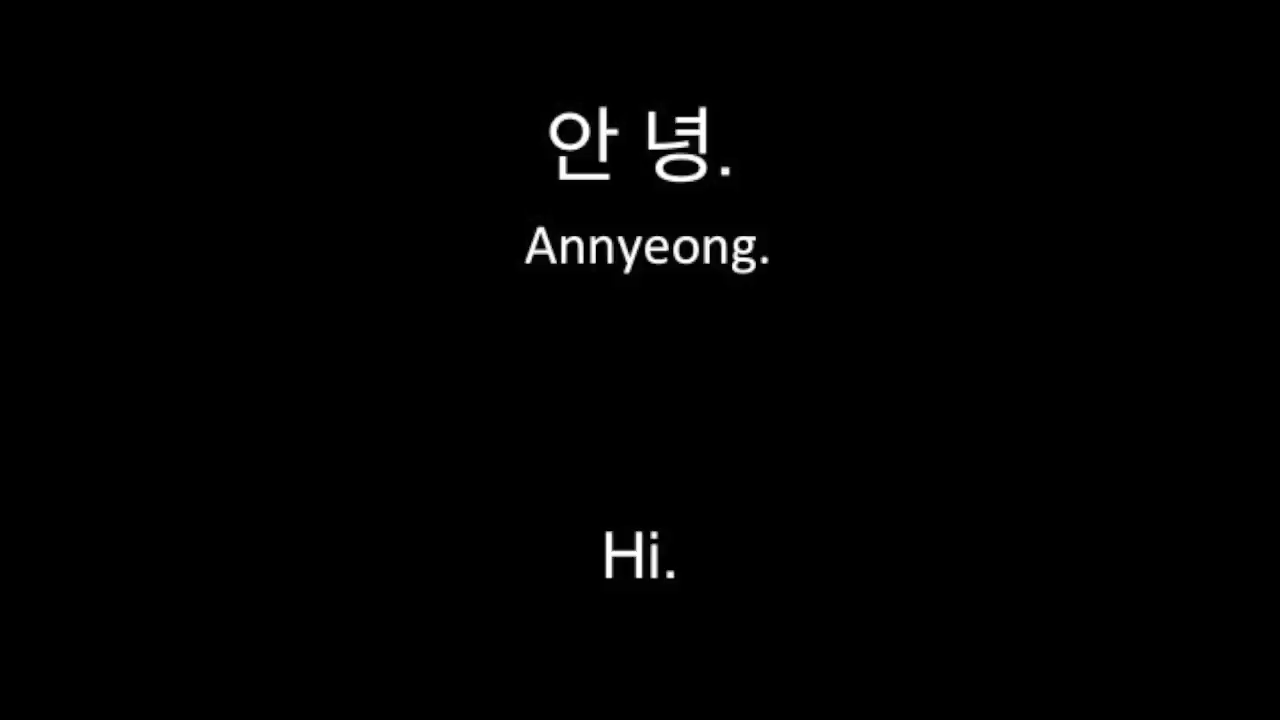 안 녕.
Annyeong.
Hi.